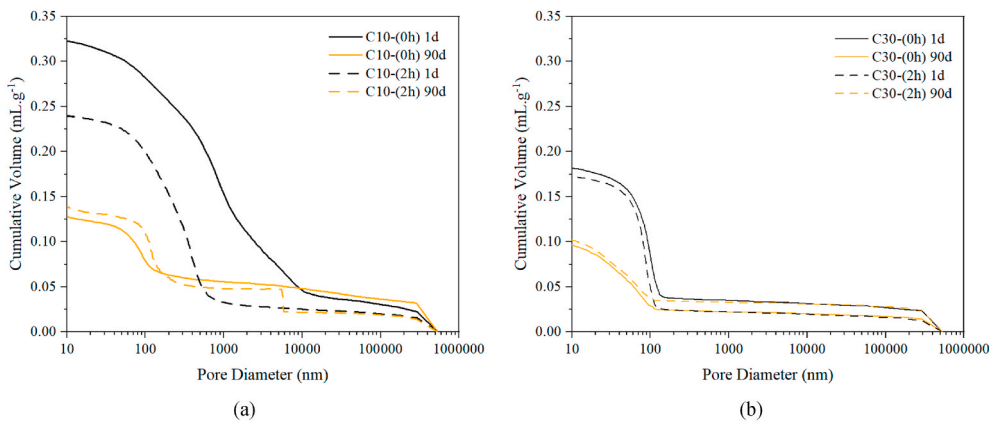 (a)
0.35
0.30
0.25
0.20
0.15
0.10
0.05
0.00
Cumulative Volume (mL.g-1)
C10-(0h) 1d
C10-(0h) 90d
C10-(2h) 1d
C10-(2h) 90d
10 100 1000 10000 100000 1000000
Pore Diameter (nm)
(a)
(b)
0.35
0.30
0.25
0.20
0.15
0.10
0.05
0.00
Cumulative Volume (mL.g-1)
C30-(0h) 1d
C30-(0h) 90d
C30-(2h) 1d
C30-(2h) 90d
10 100 1000 10000 100000 1000000
Pore Diameter (nm)
(b)